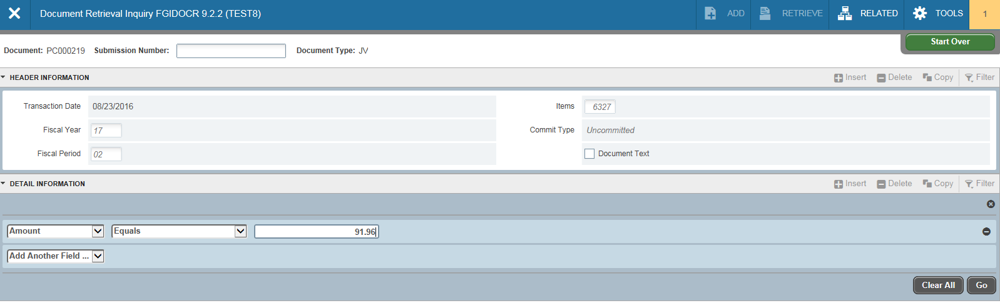 Document Retrieval Inquiry FGIDOCR 9.2.2 (TEST8) ADD RETRIEVE RELATED TOOLS 1
Start Over
Document: PC000219 Submission Number: Document Type: JV
HEADER INFORMATION Insert Delete Copy Filter
Transaction Date 08/23/2016 Items 6327
Fiscal Year 17 Commit Type Uncommitted
Fiscal Period 02 Document Text
DETAIL INFORMATION Insert Delete Copy Filter
Amount Equals 91.96
Add Another Field ...
Clear All Go